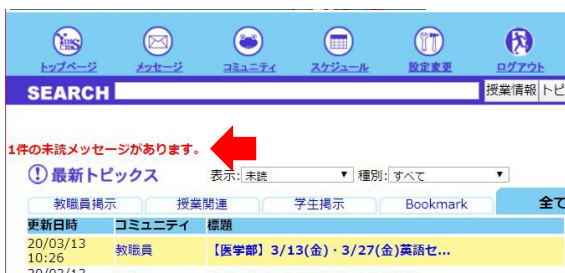 トップページ メッセージ コミュニティ スケジュール 設定変更 ログアウト
SEARCH 授業情報 トピ
1件の未読メッセージがあります。
最新トピックス 表示: 未読 種別: すべて
教職員掲示 授業関連 学生掲示 Bookmark 全て
更新日時 コミュニティ 標題
20/03/13
10:26 教職員 【医学部】3/13(金)・3/27(金)英語セ...
20/03/13